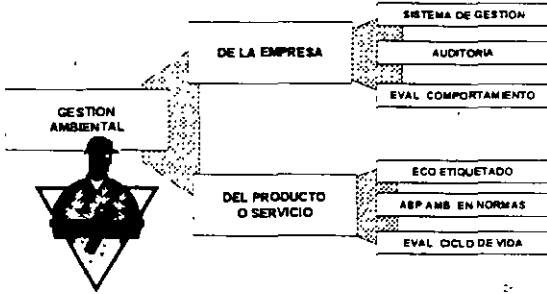 SISTEMA DE GESTION
DE LA EMPRESA
AUDITORIA
EVAL COMPORTAMIENTO
GESTION
AMBIENTAL
ECO ETIQUETADO
DEL PRODUCTO
O SERVICIO
ASP AMB EN NORMAS
EVAL CICLO DE VIDA